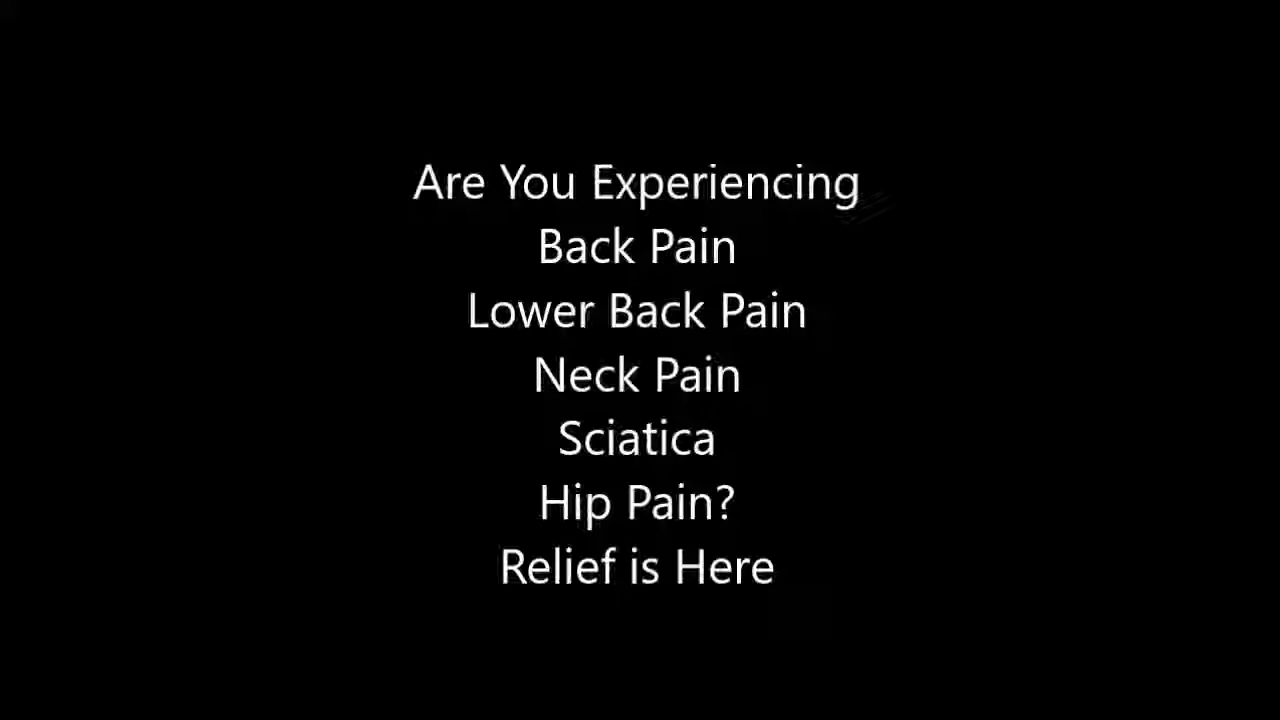 Are You Experiencing
Back Pain
Lower Back Pain
Neck Pain
Sciatica
Hip Pain?
Relief is Here